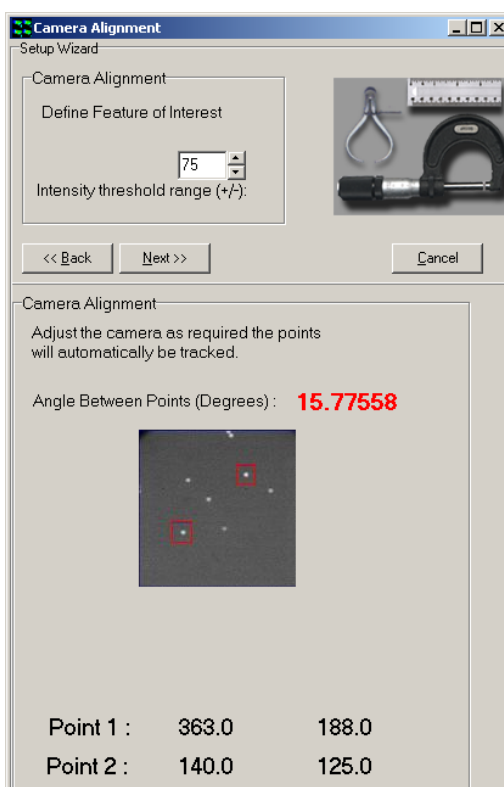 Camera Alignment
Setup Wizard
Camera Alignment
Define Feature of Interest
75
Intensity threshold range (+/-):
<< Back Next >> Cancel
Camera Alignment
Adjust the camera as required the points
will automatically be tracked.
Angle Between Points (Degrees) : 15.77558
Point 1 : 363.0 188.0
Point 2 : 140.0 125.0